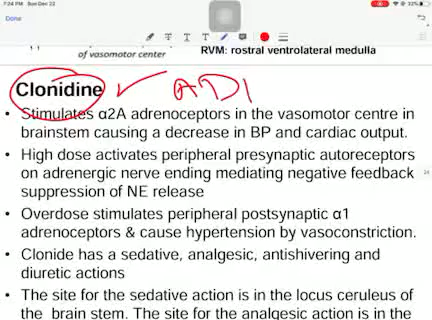 7:24 PM Sun Dec 22
33%
Done
of vasomotor center
RVM: rostral ventrolateral medulla
Clonidine
• Stimulates α2A adrenoceptors in the vasomotor centre in
brainstem causing a decrease in BP and cardiac output.
• High dose activates peripheral presynaptic autoreceptors
on adrenergic nerve ending mediating negative feedback
suppression of NE release
• Overdose stimulates peripheral postsynaptic α1
adrenoceptors & cause hypertension by vasoconstriction.
• Clonide has a sedative, analgesic, antishivering and
diuretic actions
• The site for the sedative action is in the locus ceruleus of
the brain stem. The site for the analgesic action is in the